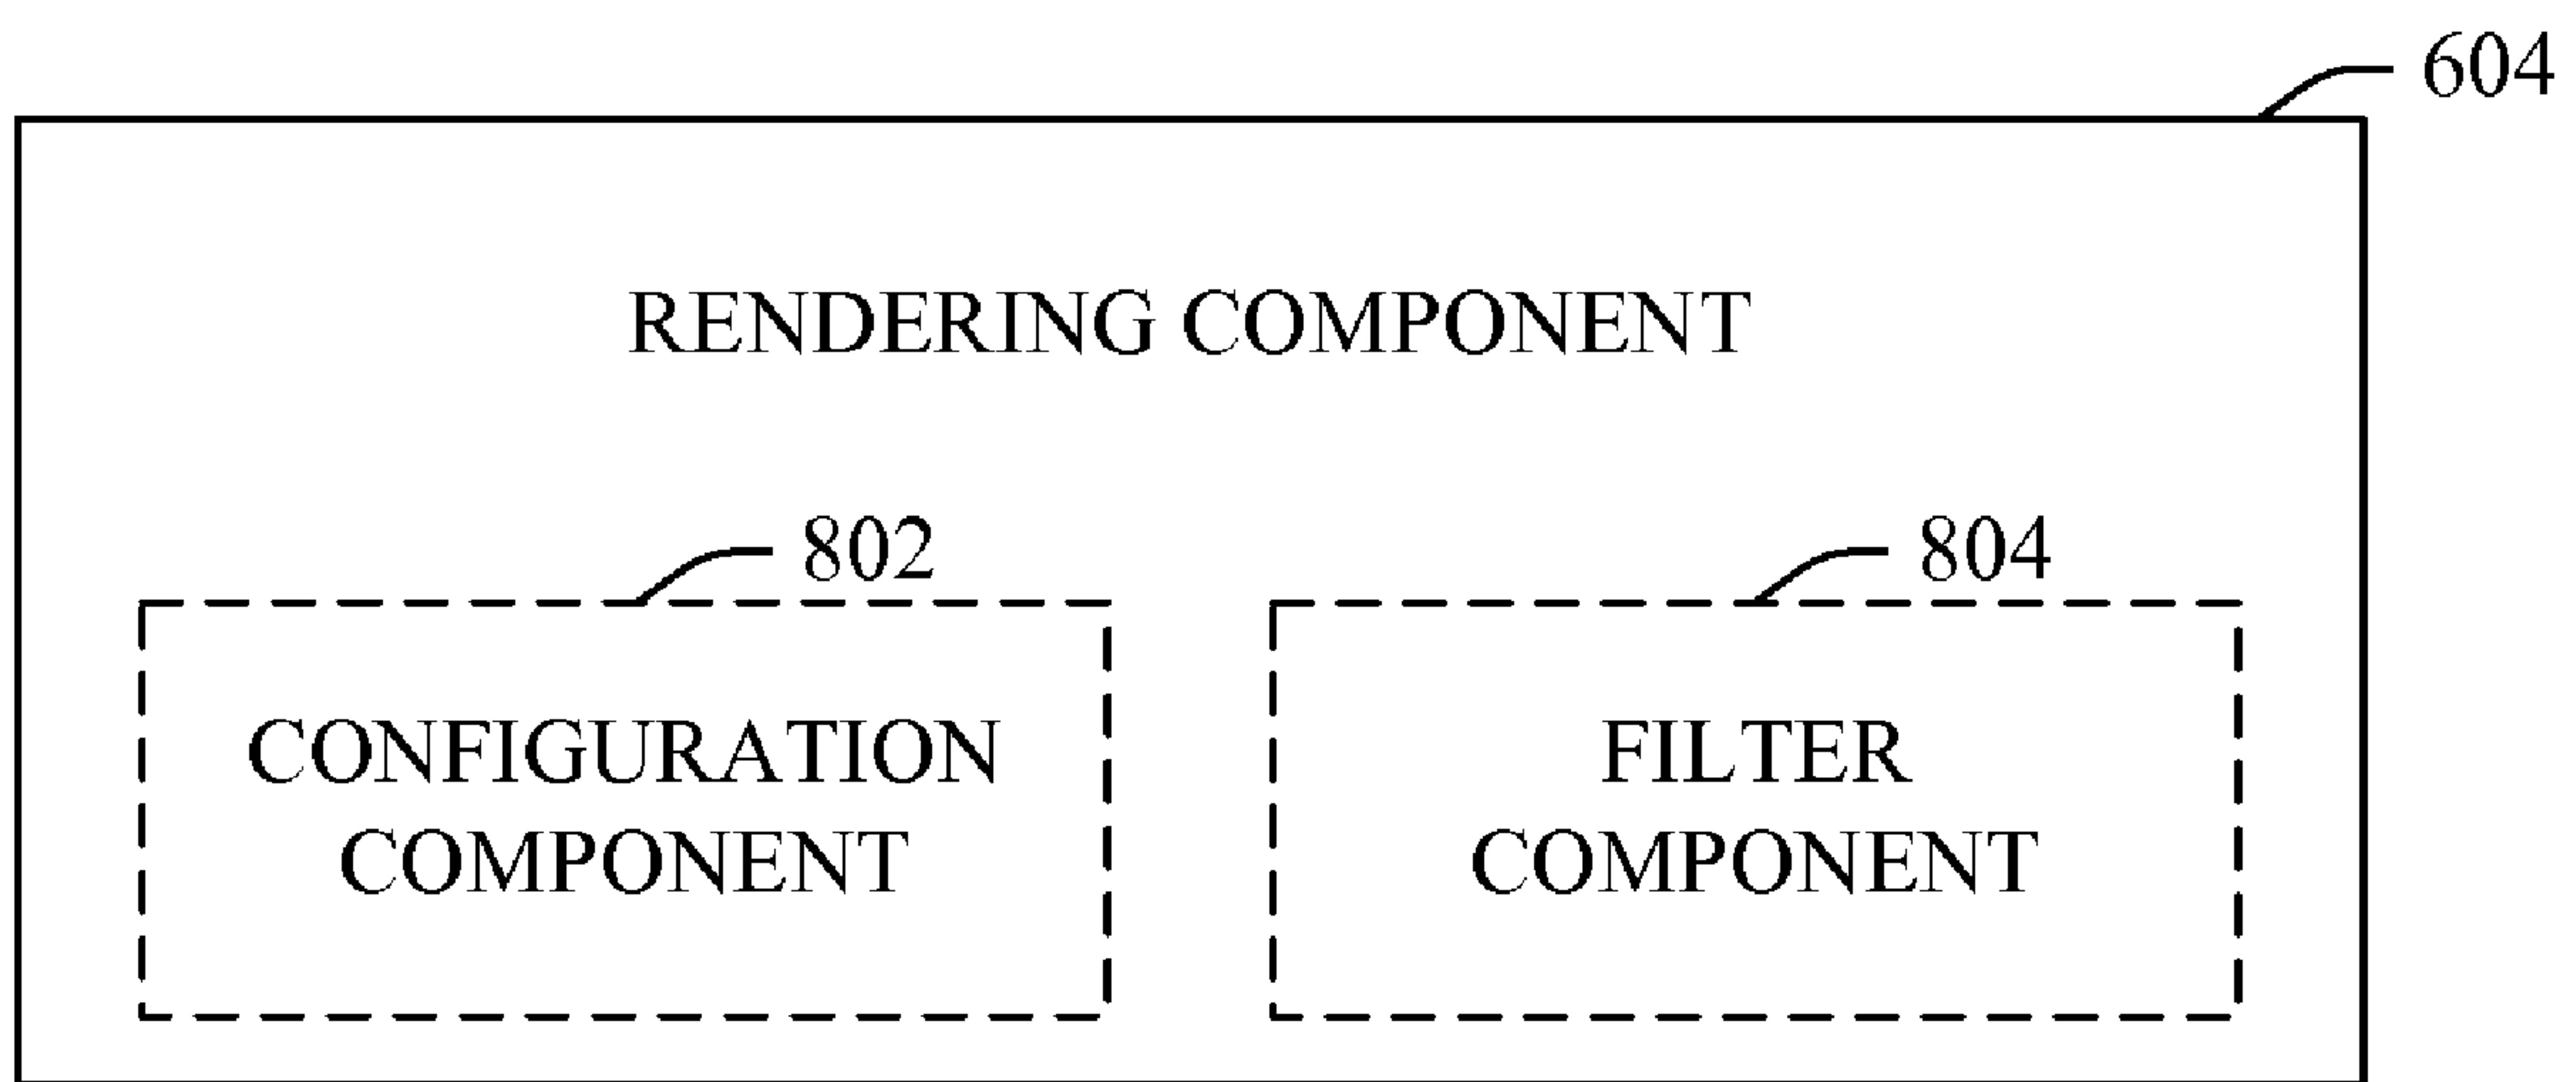 604
RENDERING COMPONENT
802
804
CONFIGURATION
COMPONENT
FILTER
COMPONENT